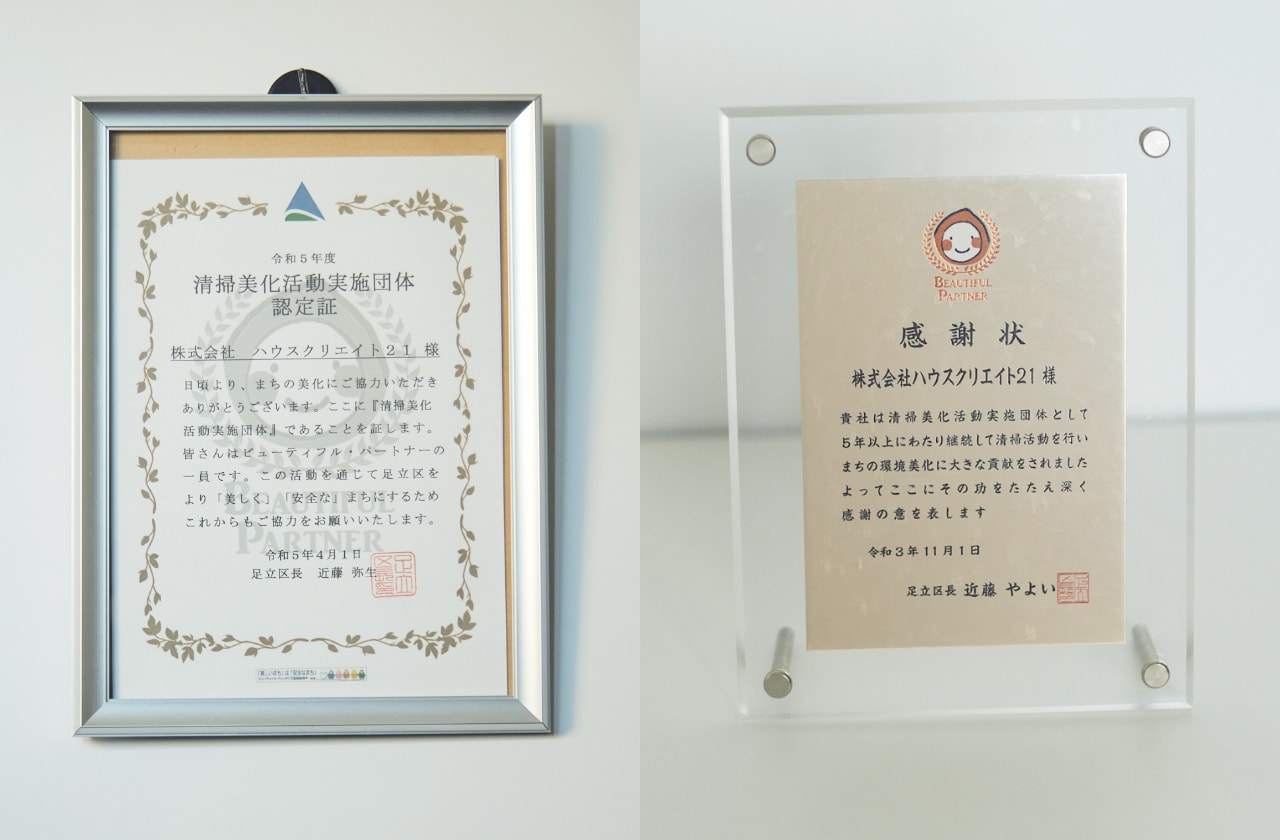 令和5年度
清掃美化活動実施団体
認定証
株式会社　ハウスクリエイト21 様
日頃より、まちの美化にご協力いただき
ありがとうございます。ここに『清掃美化
活動実施団体』であることを証します。
皆さんはビューティフル・パートナーの
一員です。この活動を通じて足立区を
より「美しく」「安全な」まちにするため
これからもご協力をお願いいたします。
BEAUTIFUL
PARTNER
令和5年4月1日
足立区長　近藤 弥生
「美しいまち」は「安全なまち」
BEAUTIFUL
PARTNER
感謝状
株式会社ハウスクリエイト21 様
貴社は清掃美化活動実施団体として
5年以上にわたり継続して清掃活動を行い
まちの環境美化に大きな貢献をされました
よってここにその功をたたえ深く
感謝の意を表します
令和3年11月1日
足立区長 近藤 やよい